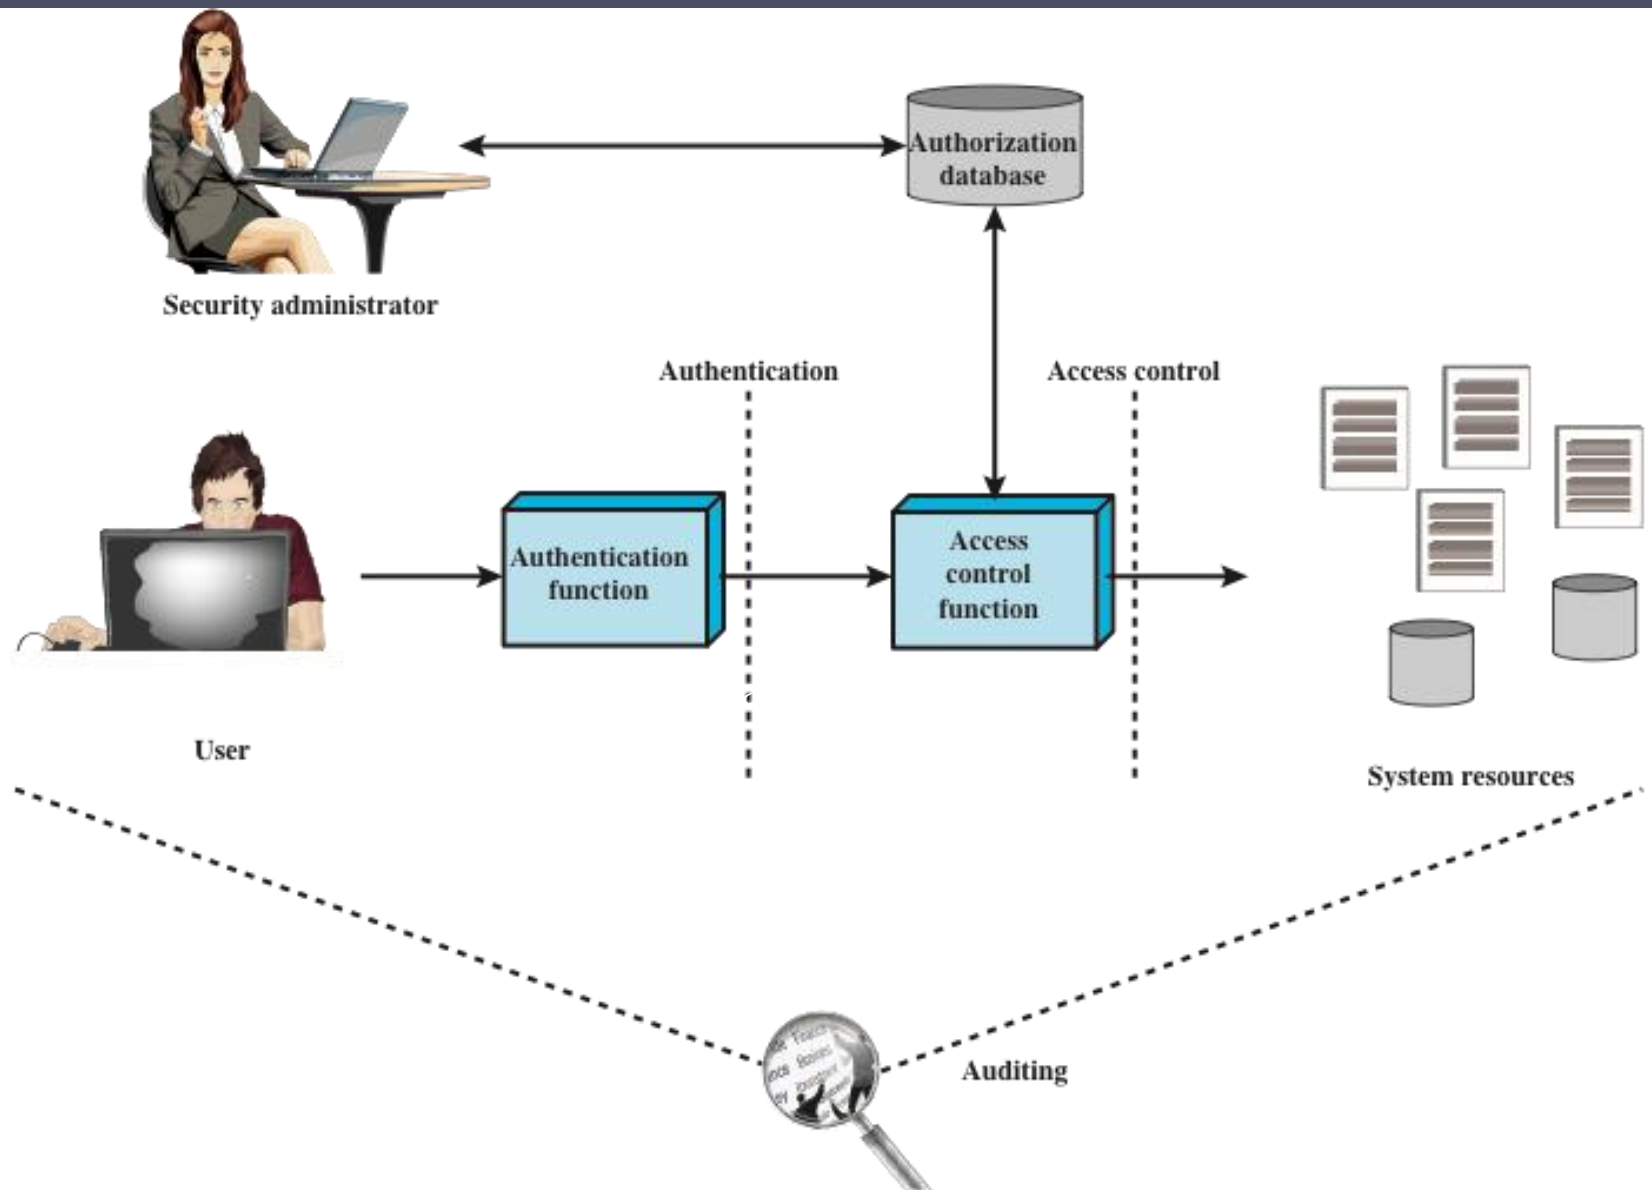 Authorization
database
Security administrator
Authentication
Access control
Authentication
function
Access
control
function
User
System resources
Auditing